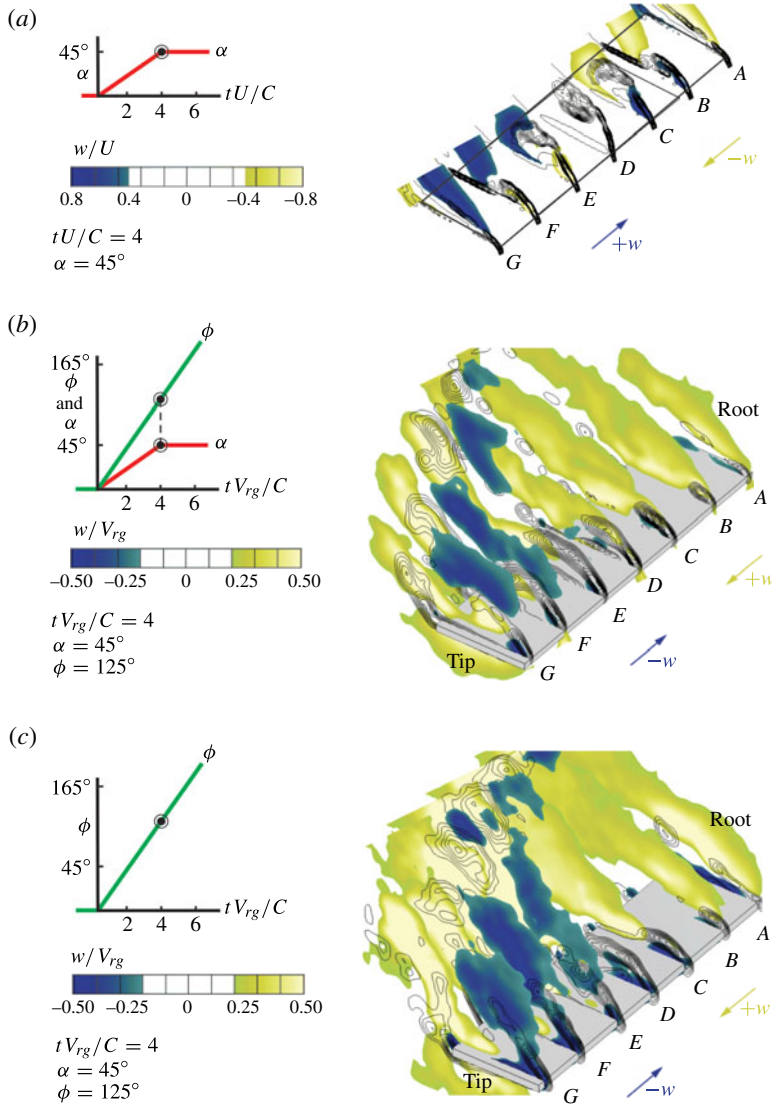 (a)
45°
α
α
2 4 6 tU/C
w/U
0.8 0.4 0 −0.4 −0.8
tU/C = 4
α = 45°
A
B
C
D
E
F
G
−w
+w
(b)
ϕ
165°
ϕ
and
α
45°
α
2 4 6 tV_rg/C
w/V_rg
−0.50 −0.25 0 0.25 0.50
tV_rg/C = 4
α = 45°
ϕ = 125°
Root
A
B
C
D
E
F
G
Tip
+w
−w
(c)
ϕ
165°
ϕ
45°
2 4 6 tV_rg/C
w/V_rg
−0.50 −0.25 0 0.25 0.50
tV_rg/C = 4
α = 45°
ϕ = 125°
Root
A
B
C
D
E
F
G
Tip
+w
−w